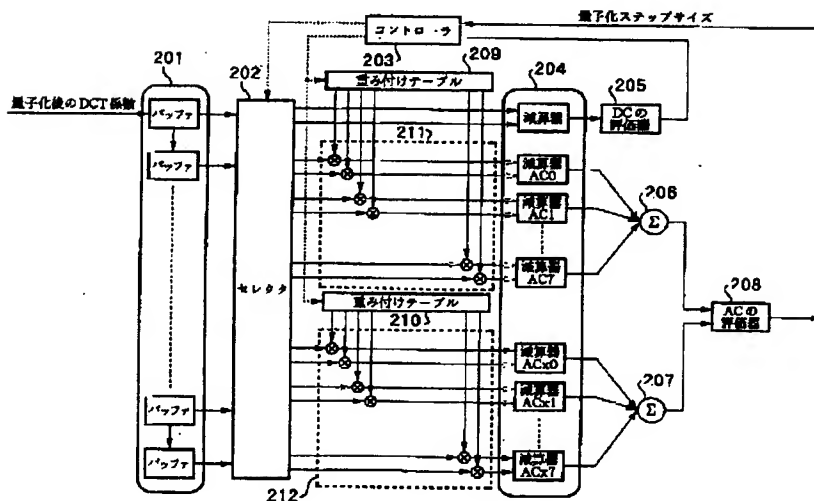 量子化ステップサイズ
コントローラ
201
202
203
209
204
205
重み付けテーブル
量子化後のDCT係数
バッファ
減算器
DCの
評価器
211
バッファ
減算器
AC0
206
減算器
AC1
Σ
減算器
AC7
セレクタ
重み付けテーブル
208
210
ACの
評価器
減算器
ACx0
207
減算器
ACx1
Σ
バッファ
バッファ
減算器
ACx7
212